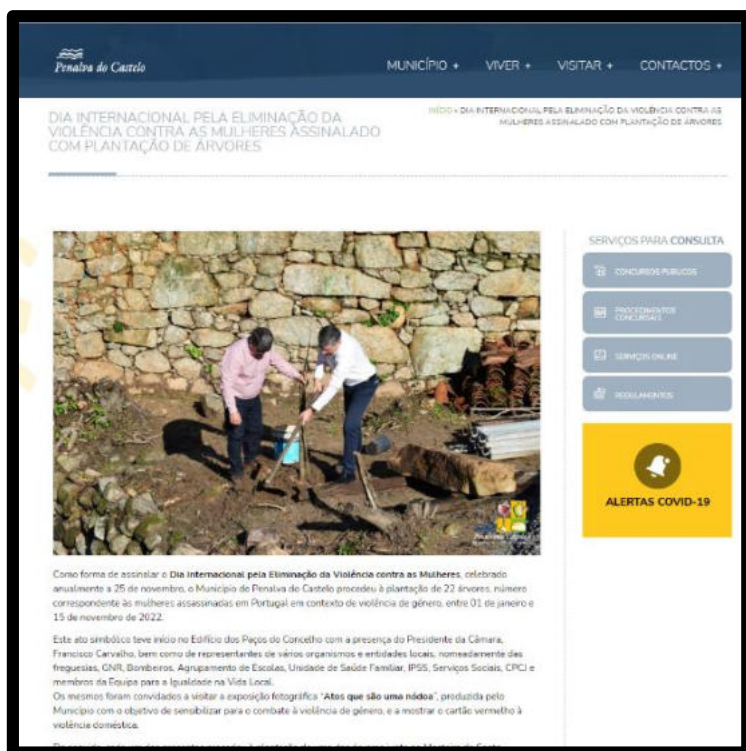 Penalva do Castelo
MUNICÍPIO +
VIVER +
VISITAR +
CONTACTOS +
DIA INTERNACIONAL PELA ELIMINAÇÃO DA
VIOLÊNCIA CONTRA AS MULHERES ASSINALADO
COM PLANTAÇÃO DE ÁRVORES
INÍCIO » DIA INTERNACIONAL PELA ELIMINAÇÃO DA VIOLÊNCIA CONTRA AS
MULHERES ASSINALADO COM PLANTAÇÃO DE ÁRVORES
SERVIÇOS PARA CONSULTA
CONCURSOS PUBLICOS
PROCEDIMENTOS
CONCURSAIS
SERVIÇOS ONLINE
REGULAMENTOS
ALERTAS COVID-19
Como forma de assinalar o Dia Internacional pela Eliminação da Violência contra as Mulheres, celebrado
anualmente a 25 de novembro, o Município de Penalva do Castelo procedeu à plantação de 22 árvores, número
correspondente às mulheres assassinadas em Portugal em contexto de violência de género, entre 01 de janeiro e
15 de novembro de 2022.
Este ato simbólico teve início no Edifício dos Paços do Concelho com a presença do Presidente da Câmara,
Francisco Carvalho, bem como de representantes de vários organismos e entidades locais, nomeadamente das
freguesias, GNR, Bombeiros, Agrupamento de Escolas, Unidade de Saúde Familiar, IPSS, Serviços Sociais, CPCJ e
membros da Equipa para a Igualdade na Vida Local.
Os mesmos foram convidados a visitar a exposição fotográfica "Atos que são uma nódoa", produzida pelo
Município com o objetivo de sensibilizar para o combate à violência de género, e a mostrar o cartão vermelho à
violência doméstica.